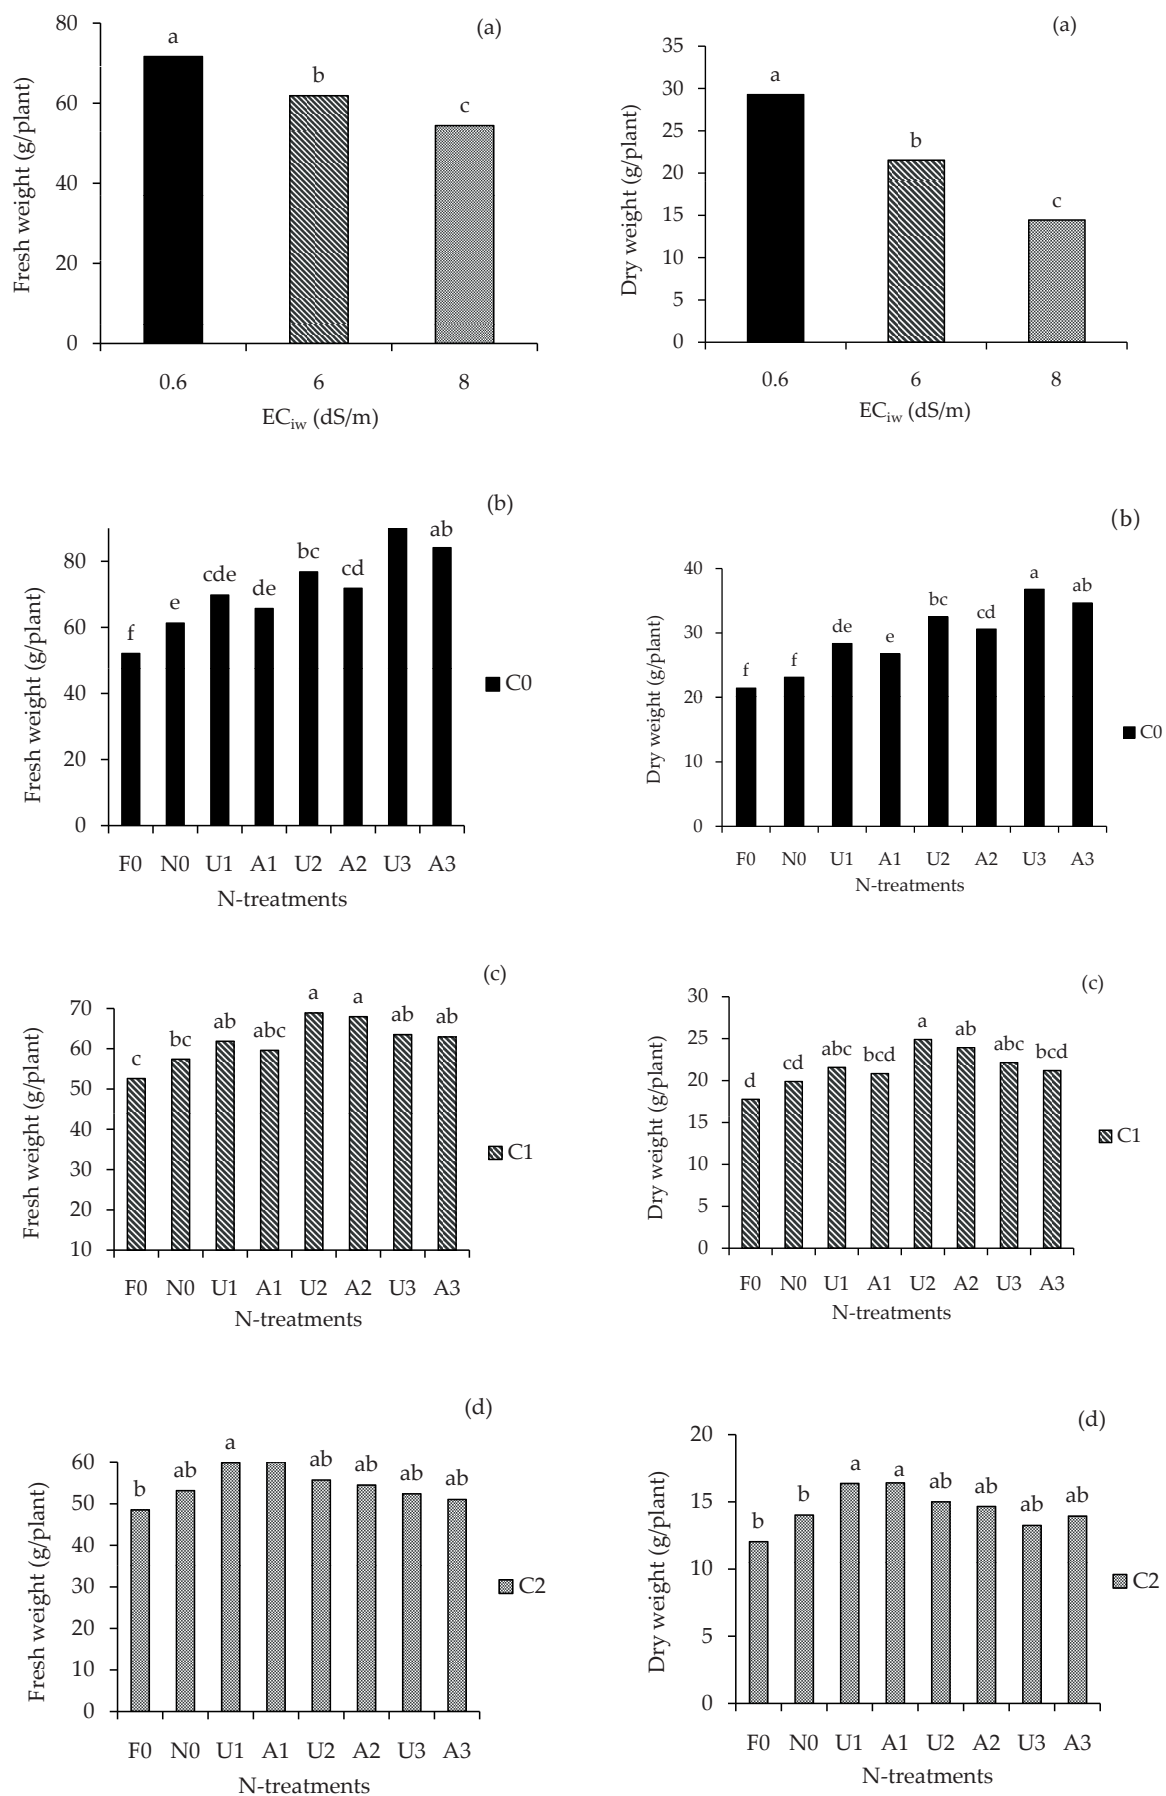 (a)
80
60
40
20
0
Fresh weight (g/plant)
a
b
c
0.6 6 8
EC_iw (dS/m)
(a)
35
30
25
20
15
10
5
0
Dry weight (g/plant)
a
b
c
0.6 6 8
EC_iw (dS/m)
(b)
80
60
40
20
0
Fresh weight (g/plant)
f e cde de bc cd ab
C0
F0 N0 U1 A1 U2 A2 U3 A3
N-treatments
(b)
40
30
20
10
0
Dry weight (g/plant)
f f de e bc cd a ab
C0
F0 N0 U1 A1 U2 A2 U3 A3
N-treatments
(c)
70
60
50
40
30
20
10
Fresh weight (g/plant)
c bc ab abc a a ab ab
C1
F0 N0 U1 A1 U2 A2 U3 A3
N-treatments
(c)
30
25
20
15
10
5
0
Dry weight (g/plant)
d cd abc bcd a ab abc bcd
C1
F0 N0 U1 A1 U2 A2 U3 A3
N-treatments
(d)
60
50
40
30
20
10
0
Fresh weight (g/plant)
b ab a ab ab ab ab
C2
F0 N0 U1 A1 U2 A2 U3 A3
N-treatments
(d)
20
15
10
5
0
Dry weight (g/plant)
b b a a ab ab ab ab
C2
F0 N0 U1 A1 U2 A2 U3 A3
N-treatments